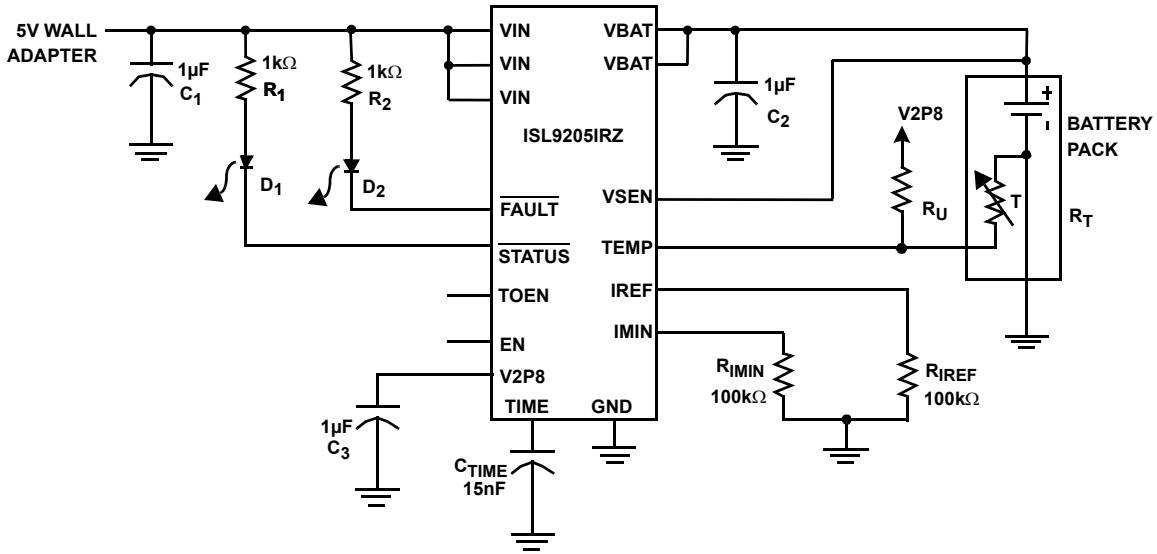 5V WALL
ADAPTER
1µF
C1
1kΩ
R1
1kΩ
R2
D1
D2
VIN
VIN
VIN
ISL9205IRZ
FAULT
STATUS
TOEN
EN
V2P8
TIME
GND
VBAT
VBAT
VSEN
TEMP
IREF
IMIN
1µF
C2
V2P8
RU
T
RT
+
-
BATTERY
PACK
RIMIN
100kΩ
RIREF
100kΩ
1µF
C3
CTIME
15nF